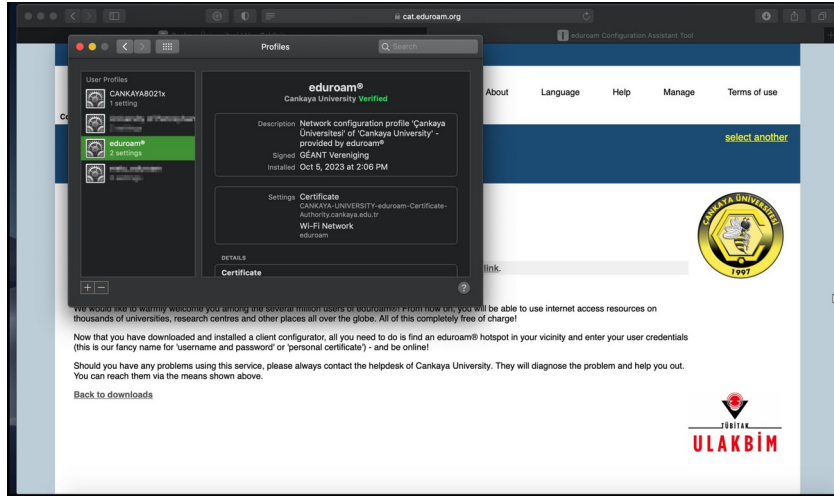 cat.eduroam.org
eduroam Configuration Assistant Tool
Profiles
Search
About
Language
Help
Manage
Terms of use
select another
User Profiles
CANKAYA8021x
1 setting
eduroam®
2 settings
eduroam®
Cankaya University Verified
Description Network configuration profile 'Çankaya
Üniversitesi' of 'Cankaya University' -
provided by eduroam®
Signed GÉANT Vereniging
Installed Oct 5, 2023 at 2:06 PM
Settings Certificate
CANKAYA-UNIVERSITY-eduroam-Certificate-
Authority.cankaya.edu.tr
Wi-Fi Network
eduroam
DETAILS
Certificate
ÇANKAYA ÜNİVERSİTESİ
1997
link.
We would like to warmly welcome you among the several million users of eduroam®! From now on, you will be able to use internet access resources on
thousands of universities, research centres and other places all over the globe. All of this completely free of charge!
Now that you have downloaded and installed a client configurator, all you need to do is find an eduroam® hotspot in your vicinity and enter your user credentials
(this is our fancy name for 'username and password' or 'personal certificate') - and be online!
Should you have any problems using this service, please always contact the helpdesk of Cankaya University. They will diagnose the problem and help you out.
You can reach them via the means shown above.
Back to downloads
TÜBİTAK
ULAKBİM